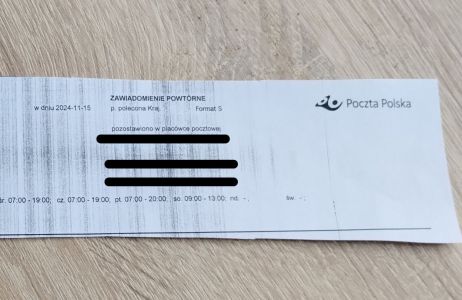 ZAWIADOMIENIE POWTÓRNE
w dniu 2024-11-15 p. polecona Kraj. Format S
Poczta Polska
pozostawiono w placówce pocztowej
śr. 07:00 - 19:00; cz. 07:00 - 19:00; pt. 07:00 - 20:00; so. 09:00 - 13:00; nd. - ; św. - ;